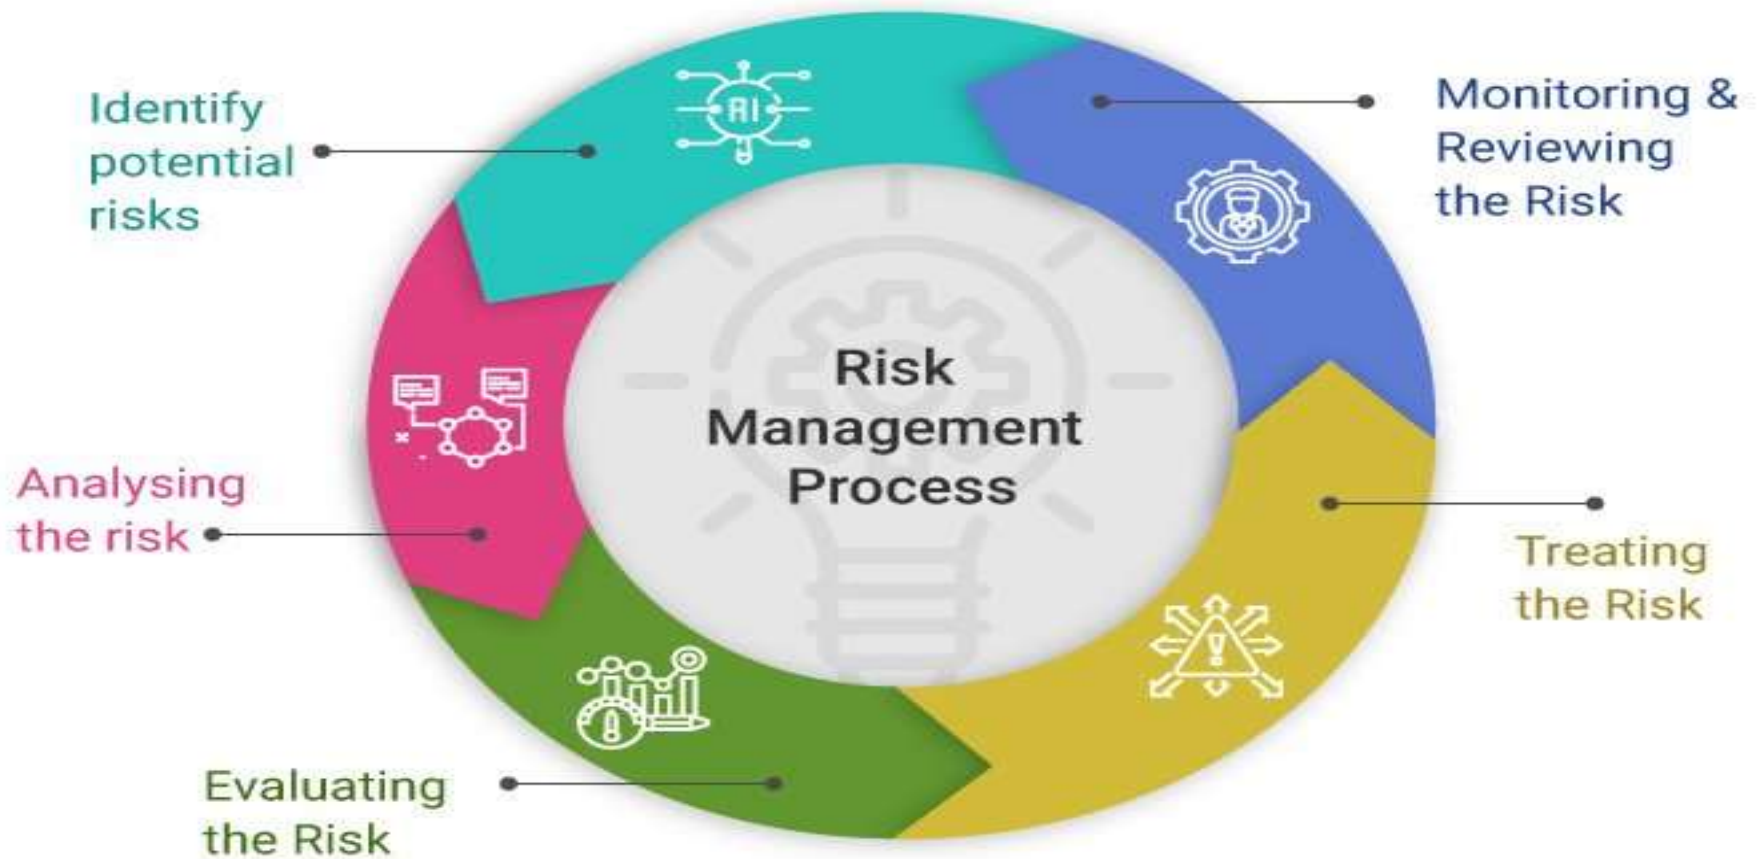 Identify
potential
risks
Monitoring &
Reviewing
the Risk
AI
Risk
Management
Process
Analysing
the risk
Treating
the Risk
Evaluating
the Risk